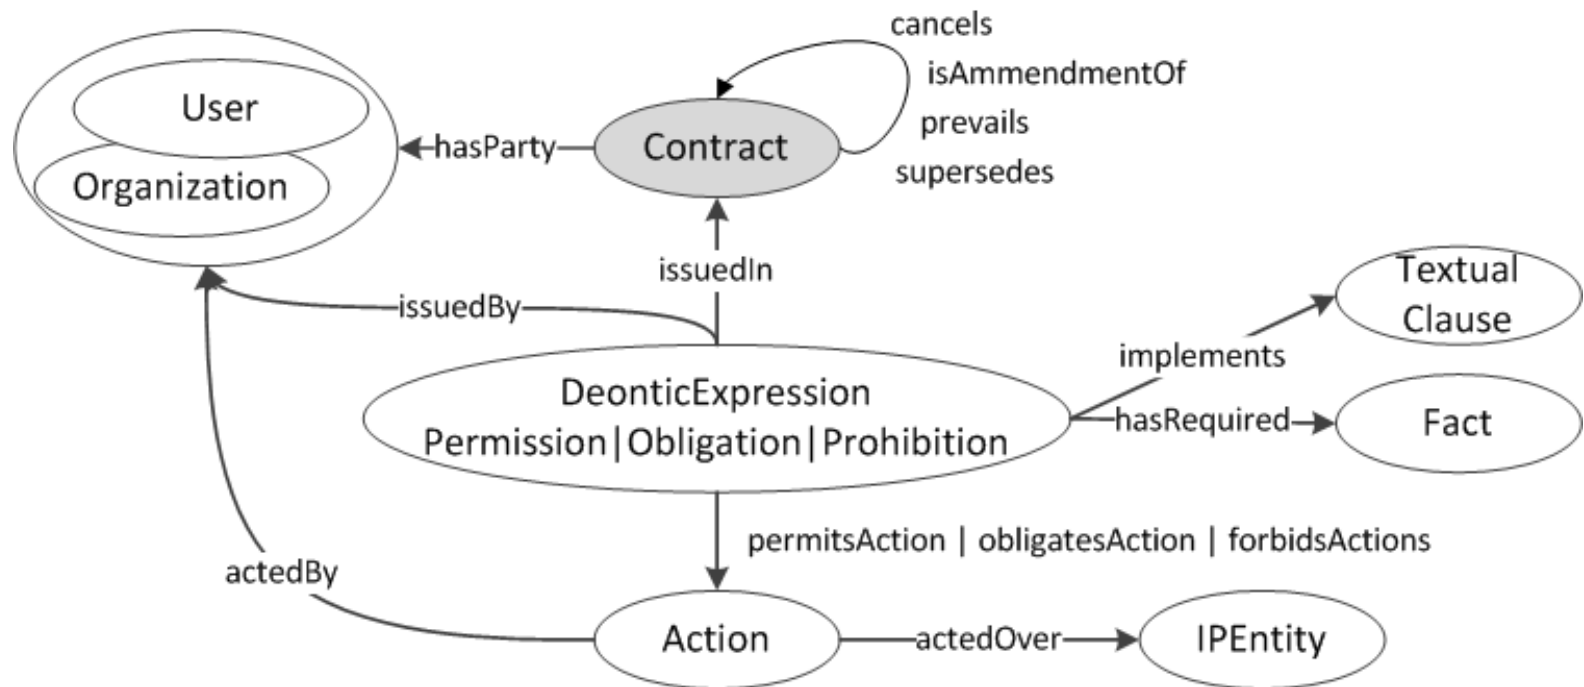 cancels
isAmmendmentOf
prevails
supersedes
User
Organization
hasParty
Contract
issuedIn
issuedBy
Textual
Clause
implements
DeonticExpression
Permission|Obligation|Prohibition
hasRequired
Fact
permitsAction | obligatesAction | forbidsActions
actedBy
Action
actedOver
IPEntity